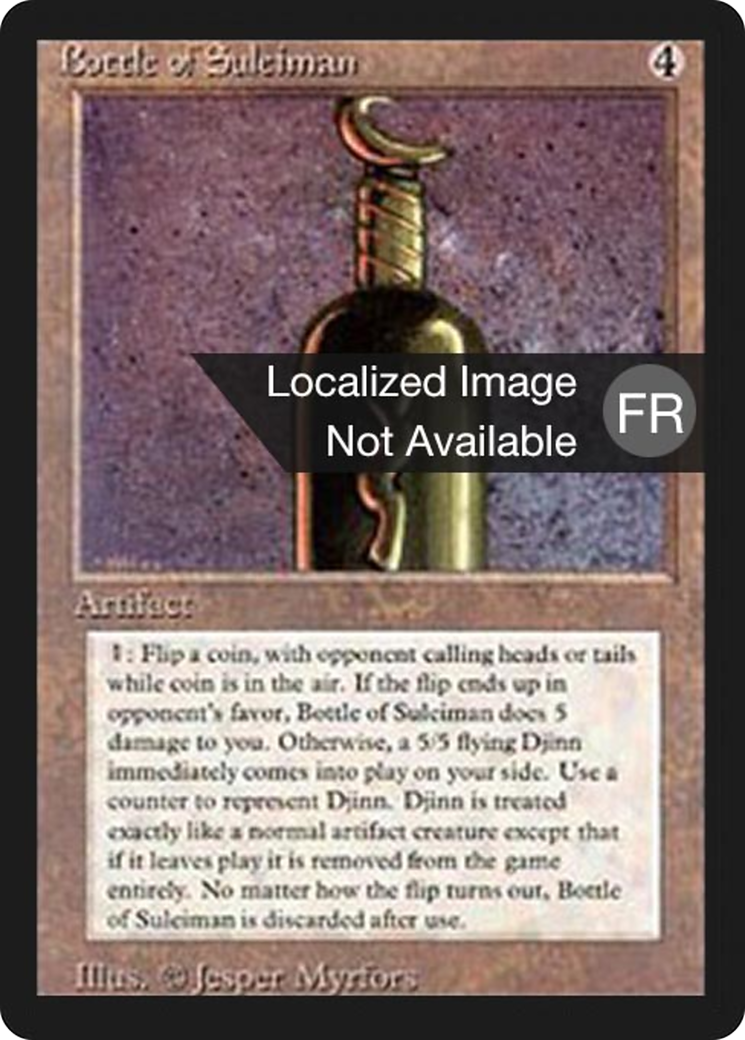 Bottle of Suleiman
4
Localized Image
Not Available
FR
Artifact
1: Flip a coin, with opponent calling heads or tails
while coin is in the air. If the flip ends up in
opponent's favor, Bottle of Suleiman does 5
damage to you. Otherwise, a 5/5 flying Djinn
immediately comes into play on your side. Use a
counter to represent Djinn. Djinn is treated
exactly like a normal artifact creature except that
if it leaves play it is removed from the game
entirely. No matter how the flip turns out, Bottle
of Suleiman is discarded after use.
Illus. © Jesper Myrfors